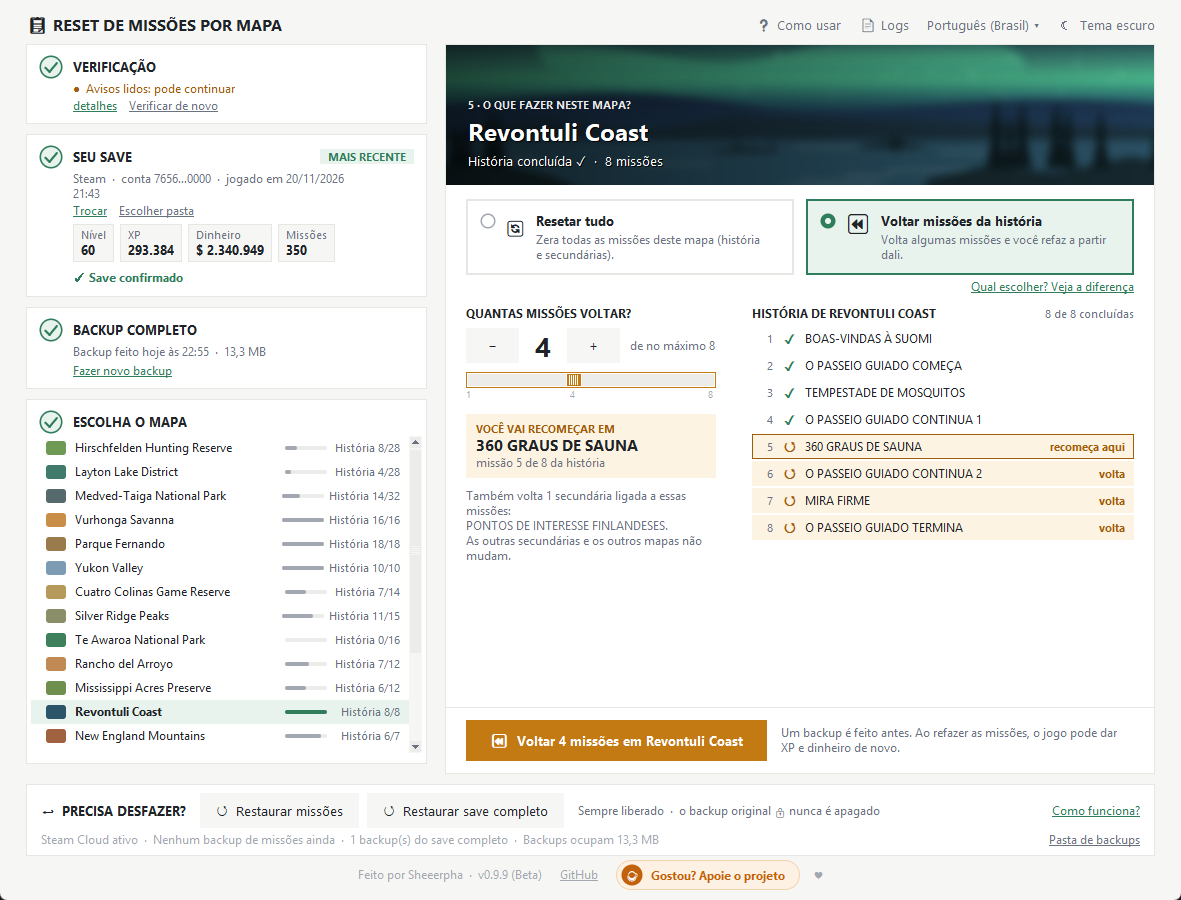 RESET DE MISSÕES POR MAPA
? Como usar
Logs
Português (Brasil) ▾
Tema escuro
VERIFICAÇÃO
● Avisos lidos: pode continuar
detalhes Verificar de novo
SEU SAVE
MAIS RECENTE
Steam · conta 7656...0000 · jogado em 20/11/2026
21:43
Trocar Escolher pasta
Nível XP Dinheiro Missões
60 293.384 $ 2.340.949 350
✓ Save confirmado
BACKUP COMPLETO
Backup feito hoje às 22:55 · 13,3 MB
Fazer novo backup
ESCOLHA O MAPA
Hirschfelden Hunting Reserve História 8/28
Layton Lake District História 4/28
Medved-Taiga National Park História 14/32
Vurhonga Savanna História 16/16
Parque Fernando História 18/18
Yukon Valley História 10/10
Cuatro Colinas Game Reserve História 7/14
Silver Ridge Peaks História 11/15
Te Awaroa National Park História 0/16
Rancho del Arroyo História 7/12
Mississippi Acres Preserve História 6/12
Revontuli Coast História 8/8
New England Mountains História 6/7
5 · O QUE FAZER NESTE MAPA?
Revontuli Coast
História concluída ✓ · 8 missões
Resetar tudo
Zera todas as missões deste mapa (história
e secundárias).
Voltar missões da história
Volta algumas missões e você refaz a partir
dali.
Qual escolher? Veja a diferença
QUANTAS MISSÕES VOLTAR?
− 4 + de no máximo 8
1 4 8
VOCÊ VAI RECOMEÇAR EM
360 GRAUS DE SAUNA
missão 5 de 8 da história
Também volta 1 secundária ligada a essas
missões:
PONTOS DE INTERESSE FINLANDESES.
As outras secundárias e os outros mapas não
mudam.
HISTÓRIA DE REVONTULI COAST 8 de 8 concluídas
1 ✓ BOAS-VINDAS À SUOMI
2 ✓ O PASSEIO GUIADO COMEÇA
3 ✓ TEMPESTADE DE MOSQUITOS
4 ✓ O PASSEIO GUIADO CONTINUA 1
5 360 GRAUS DE SAUNA recomeça aqui
6 O PASSEIO GUIADO CONTINUA 2 volta
7 MIRA FIRME volta
8 O PASSEIO GUIADO TERMINA volta
Voltar 4 missões em Revontuli Coast
Um backup é feito antes. Ao refazer as missões, o jogo pode dar
XP e dinheiro de novo.
PRECISA DESFAZER?
Restaurar missões
Restaurar save completo
Sempre liberado · o backup original nunca é apagado
Como funciona?
Steam Cloud ativo · Nenhum backup de missões ainda · 1 backup(s) do save completo · Backups ocupam 13,3 MB
Pasta de backups
Feito por Sheeerpha · v0.9.9 (Beta) GitHub
Gostou? Apoie o projeto